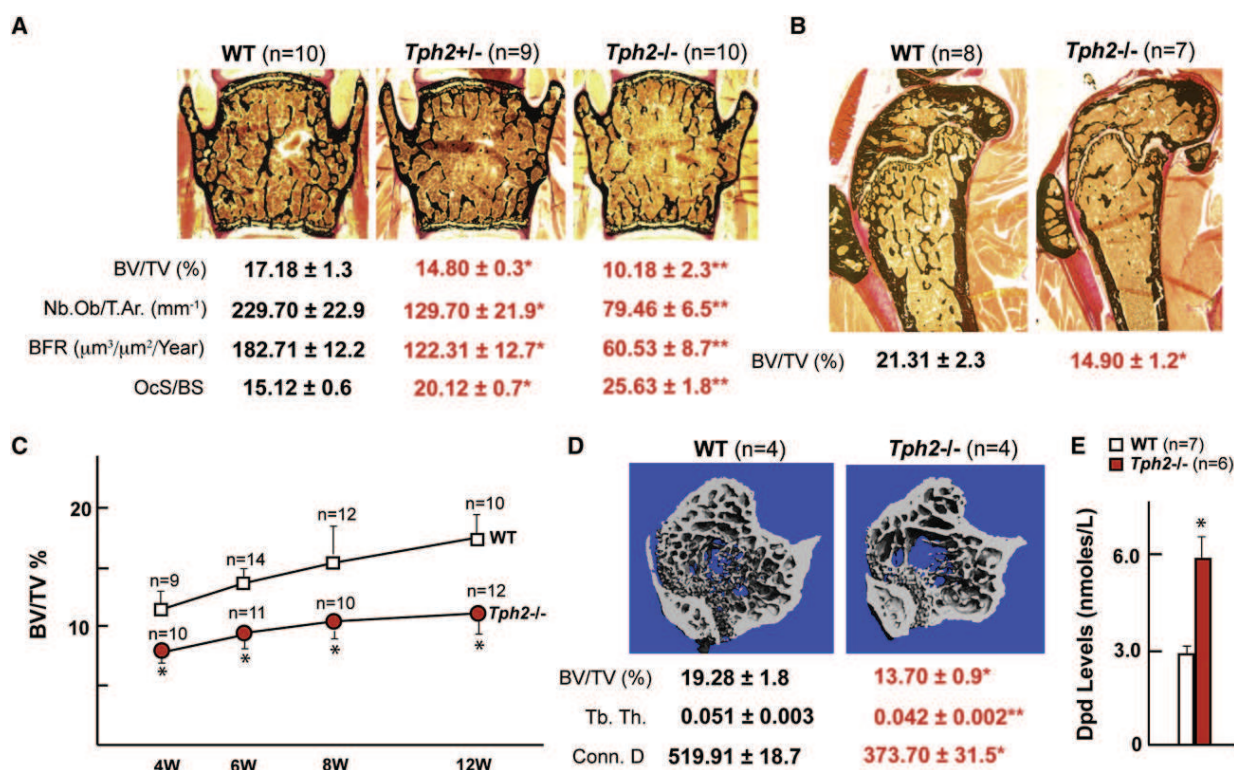 A
WT (n=10) Tph2+/- (n=9) Tph2-/- (n=10)
BV/TV (%) 17.18 ± 1.3 14.80 ± 0.3* 10.18 ± 2.3**
Nb.Ob/T.Ar. (mm⁻¹) 229.70 ± 22.9 129.70 ± 21.9* 79.46 ± 6.5**
BFR (μm³/μm²/Year) 182.71 ± 12.2 122.31 ± 12.7* 60.53 ± 8.7**
OcS/BS 15.12 ± 0.6 20.12 ± 0.7* 25.63 ± 1.8**
B
WT (n=8) Tph2-/- (n=7)
BV/TV (%) 21.31 ± 2.3 14.90 ± 1.2*
C
BV/TV %
20
10
n=9 n=14 n=12 n=10
WT
n=10 n=11 n=10 n=12
Tph2-/-
* * * *
4W 6W 8W 12W
D
WT (n=4) Tph2-/- (n=4)
BV/TV (%) 19.28 ± 1.8 13.70 ± 0.9*
Tb. Th. 0.051 ± 0.003 0.042 ± 0.002**
Conn. D 519.91 ± 18.7 373.70 ± 31.5*
E
WT (n=7)
Tph2-/- (n=6)
Dpd Levels (nmoles/L)
*
6.0
3.0
0